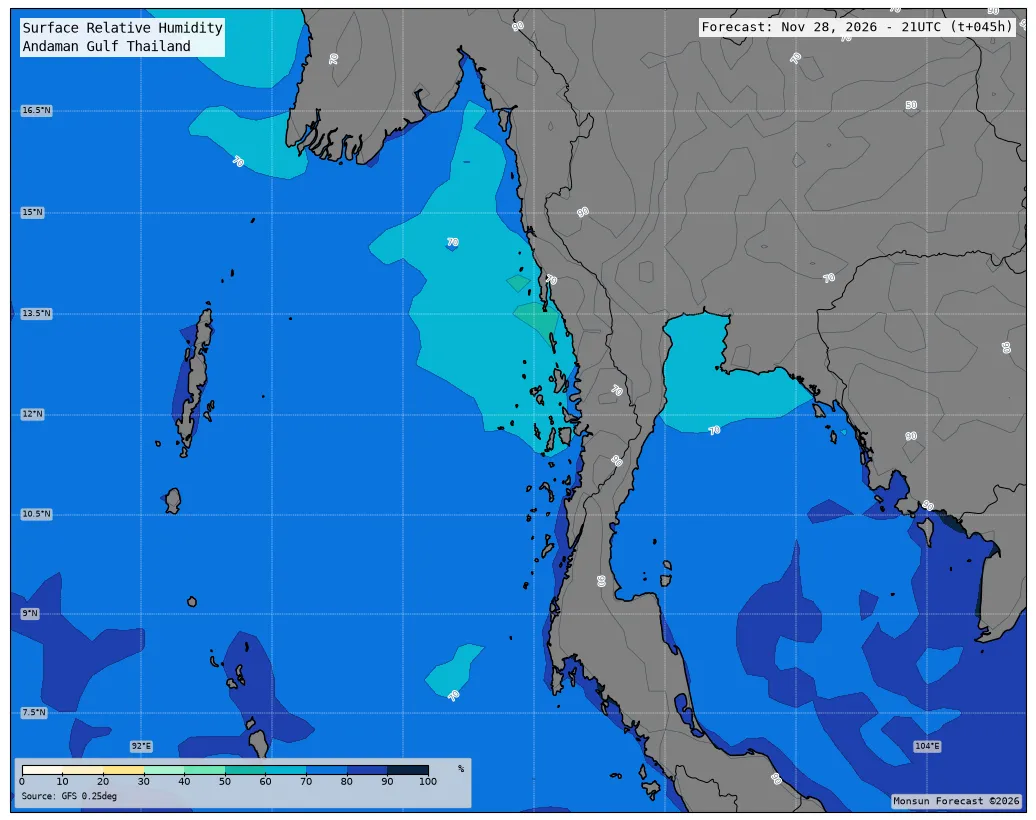 Surface Relative Humidity
Andaman Gulf Thailand
Forecast: Nov 28, 2026 - 21UTC (t+045h)
90
70
70
70
50
16.5°N
70
90
15°N
70
70
70
13.5°N
90
70
12°N
70
90
90
10.5°N
90
90
9°N
70
7.5°N
92°E
104°E
90
0 10 20 30 40 50 60 70 80 90 100 %
Source: GFS 0.25deg
Monsun Forecast ©2026